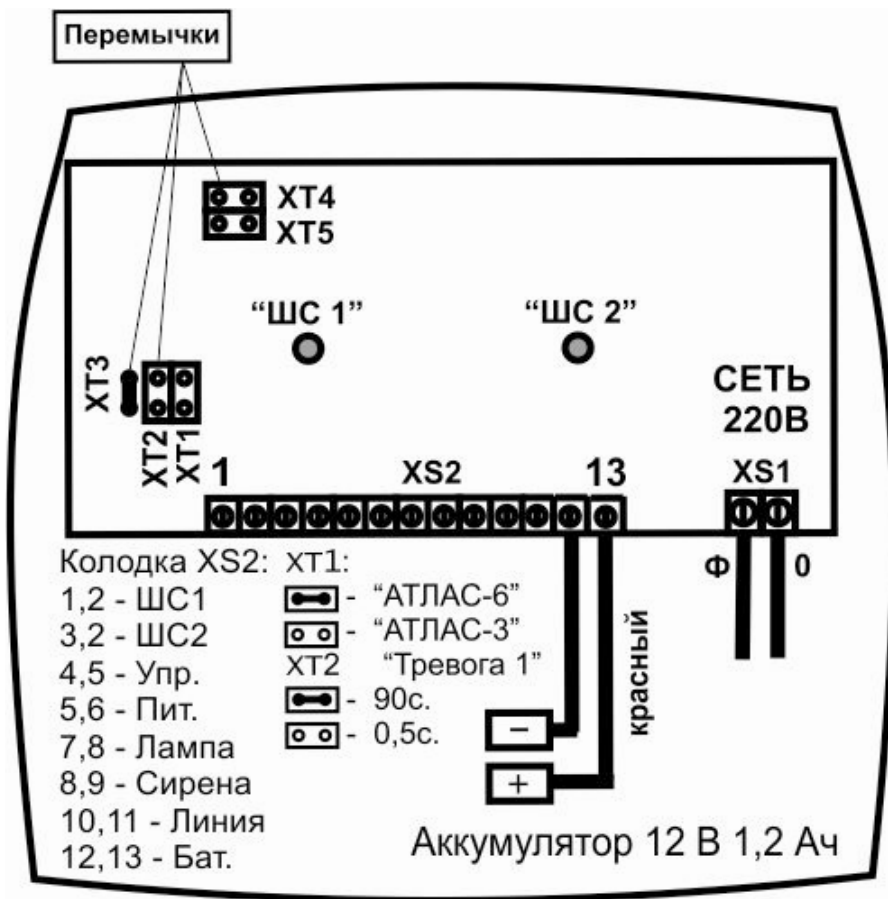 Перемычки
XT4
XT5
“ШС 1” “ШС 2”
XT3
XT2
XT1
СЕТЬ
220В
1 XS2 13 XS1
Ф 0
Колодка XS2:
1,2 - ШС1
3,2 - ШС2
4,5 - Упр.
5,6 - Пит.
7,8 - Лампа
8,9 - Сирена
10,11 - Линия
12,13 - Бат.
XT1:
- “АТЛАС-6”
- “АТЛАС-3”
XT2 “Тревога 1”
- 90с.
- 0,5с.
красный
−
+
Аккумулятор 12 В 1,2 Ач